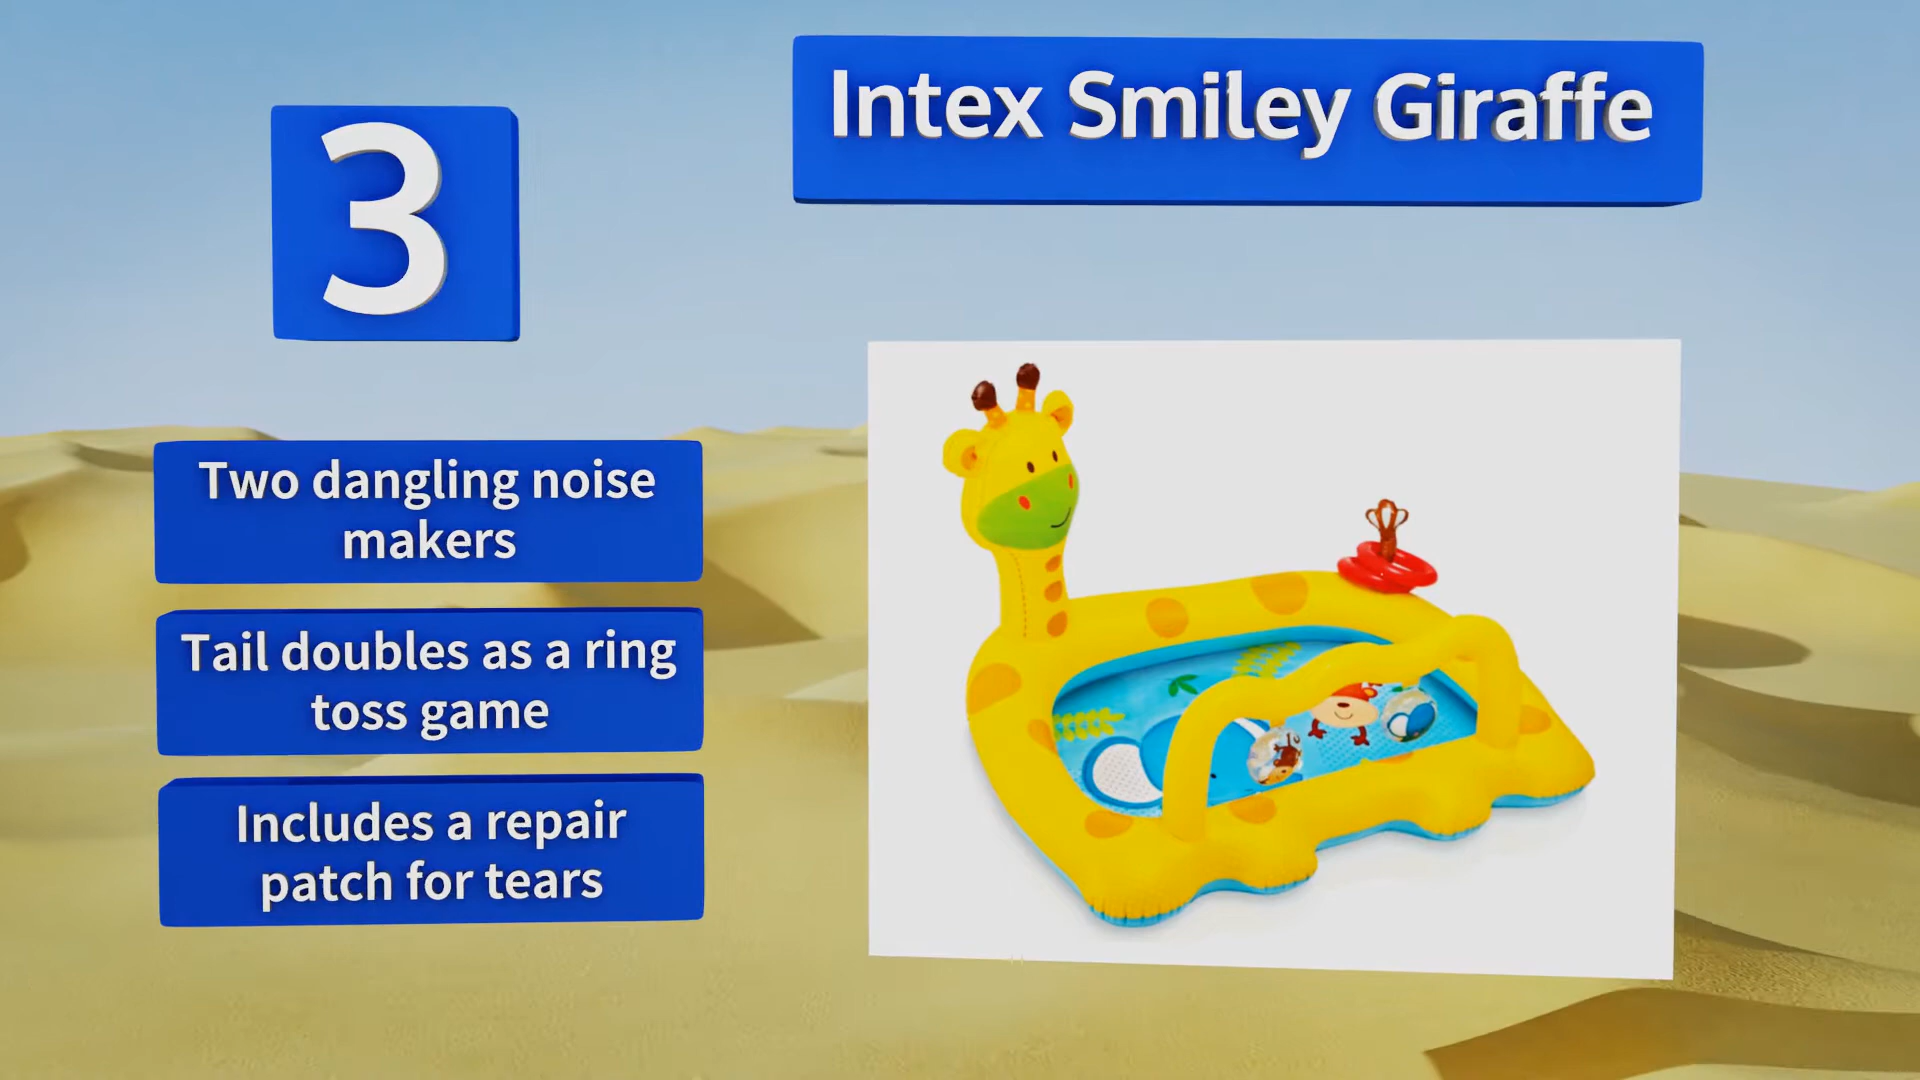 3
Intex Smiley Giraffe
Two dangling noise
makers
Tail doubles as a ring
toss game
Includes a repair
patch for tears